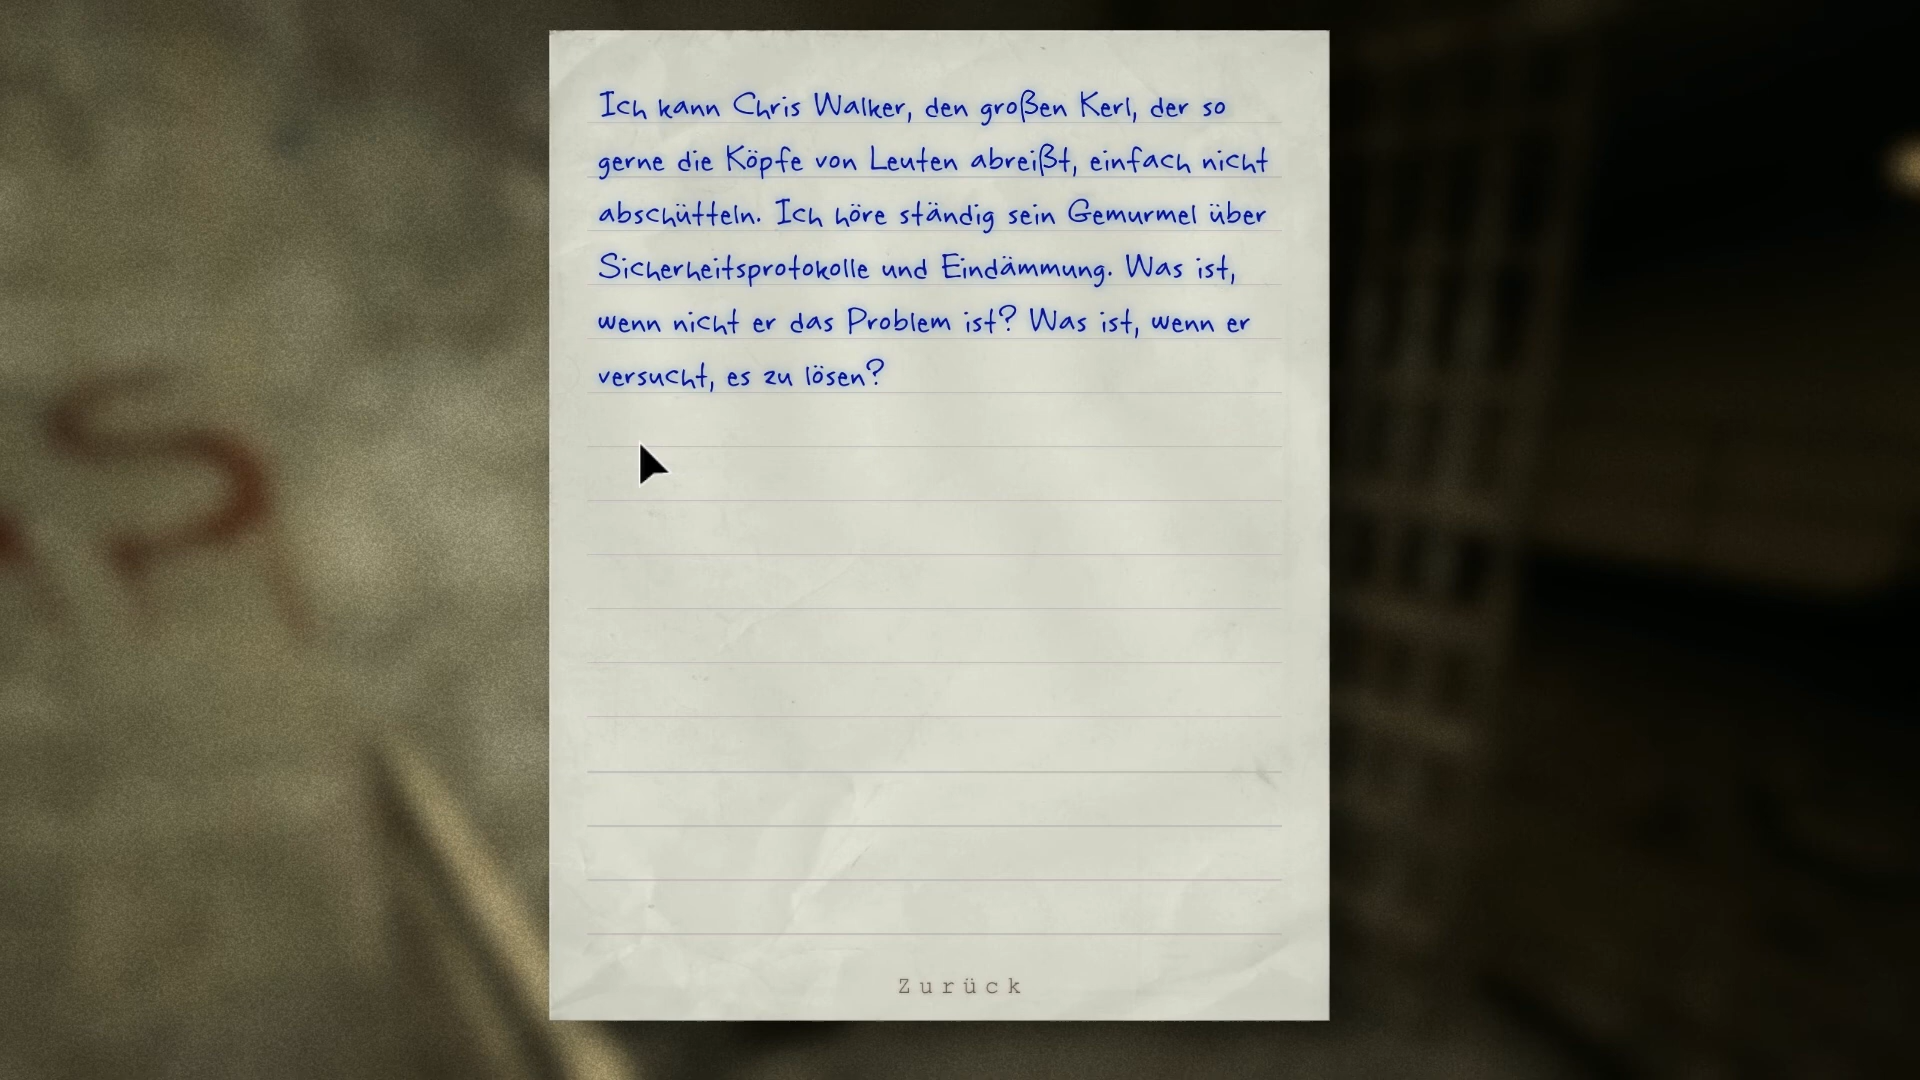 Ich kann Chris Walker, den großen Kerl, der so
gerne die Köpfe von Leuten abreißt, einfach nicht
abschütteln. Ich höre ständig sein Gemurmel über
Sicherheitsprotokolle und Eindämmung. Was ist,
wenn nicht er das Problem ist? Was ist, wenn er
versucht, es zu lösen?
Zurück